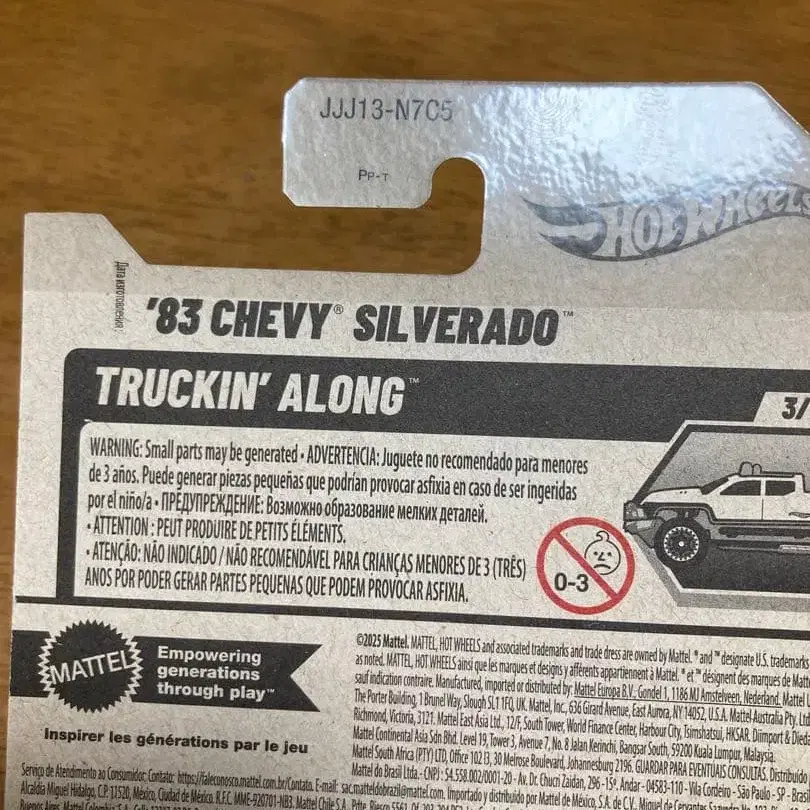 JJJ13-N7C5
PP-T
HOT WHEELS
Дата изготовления:
'83 CHEVY® SILVERADO™
TRUCKIN' ALONG™
3/
WARNING: Small parts may be generated • ADVERTENCIA: Juguete no recomendado para menores
de 3 años. Puede generar piezas pequeñas que podrían provocar asfixia en caso de ser ingeridas
por el niño/a • ПРЕДУПРЕЖДЕНИЕ: Возможно образование мелких деталей.
• ATTENTION : PEUT PRODUIRE DE PETITS ÉLÉMENTS.
• ATENÇÃO: NÃO INDICADO / NÃO RECOMENDÁVEL PARA CRIANÇAS MENORES DE 3 (TRÊS)
ANOS POR PODER GERAR PARTES PEQUENAS QUE PODEM PROVOCAR ASFIXIA.
0-3
MATTEL
Empowering
generations
through play™
Inspirer les générations par le jeu
©2025 Mattel. MATTEL, HOT WHEELS and associated trademarks and trade dress are owned by Mattel. ® and ™ designate U.S. trademarks
as noted. MATTEL, HOT WHEELS ainsi que les marques et designs y afférents appartiennent à Mattel. ® et ™ désignent des marques de Matte
sauf indication contraire. Manufactured, imported or distributed by: Mattel Europa B.V., Gondel 1, 1186 MJ Amstelveen, Nederland. Mattel
The Porter Building, 1 Brunel Way, Slough SL1 1FQ, UK. Mattel, Inc., 636 Girard Avenue, East Aurora, NY 14052, U.S.A. Mattel Australia Pty. Ltd
Richmond, Victoria, 3121. Mattel East Asia Ltd., 12/F, South Tower, World Finance Center, Harbour City, Tsimshatsui, HKSAR. Diimport & Dieda
Mattel Continental Asia Sdn Bhd. Level 19, Tower 3, Avenue 7, No. 8 Jalan Kerinchi, Bangsar South, 59200 Kuala Lumpur, Malaysia.
Mattel South Africa (PTY) LTD, Office 102 I3, 30 Melrose Boulevard, Johannesburg 2196. GUARDAR PARA EVENTUAIS CONSULTAS. Distribuido
Mattel do Brasil Ltda.- CNPJ : 54.558.002/0001-20 - Av. Dr. Chucri Zaidan, 296 -15º. Andar - 04583-110 - Vila Cordeiro - São Paulo - SP -
Serviço de Atendimento ao Consumidor: Contato: https://faleconosco.mattel.com.br/Contato. E-mail: sacmatteldobrazil@mattel.com. Importado y distribuido por Mattel de México, S.A. de C.V. Miguel de Cervantes
Alcaldía Miguel Hidalgo, C.P. 11520, México, Ciudad de México. R.F.C. MME-920701-NB3. Mattel Chile S.A.